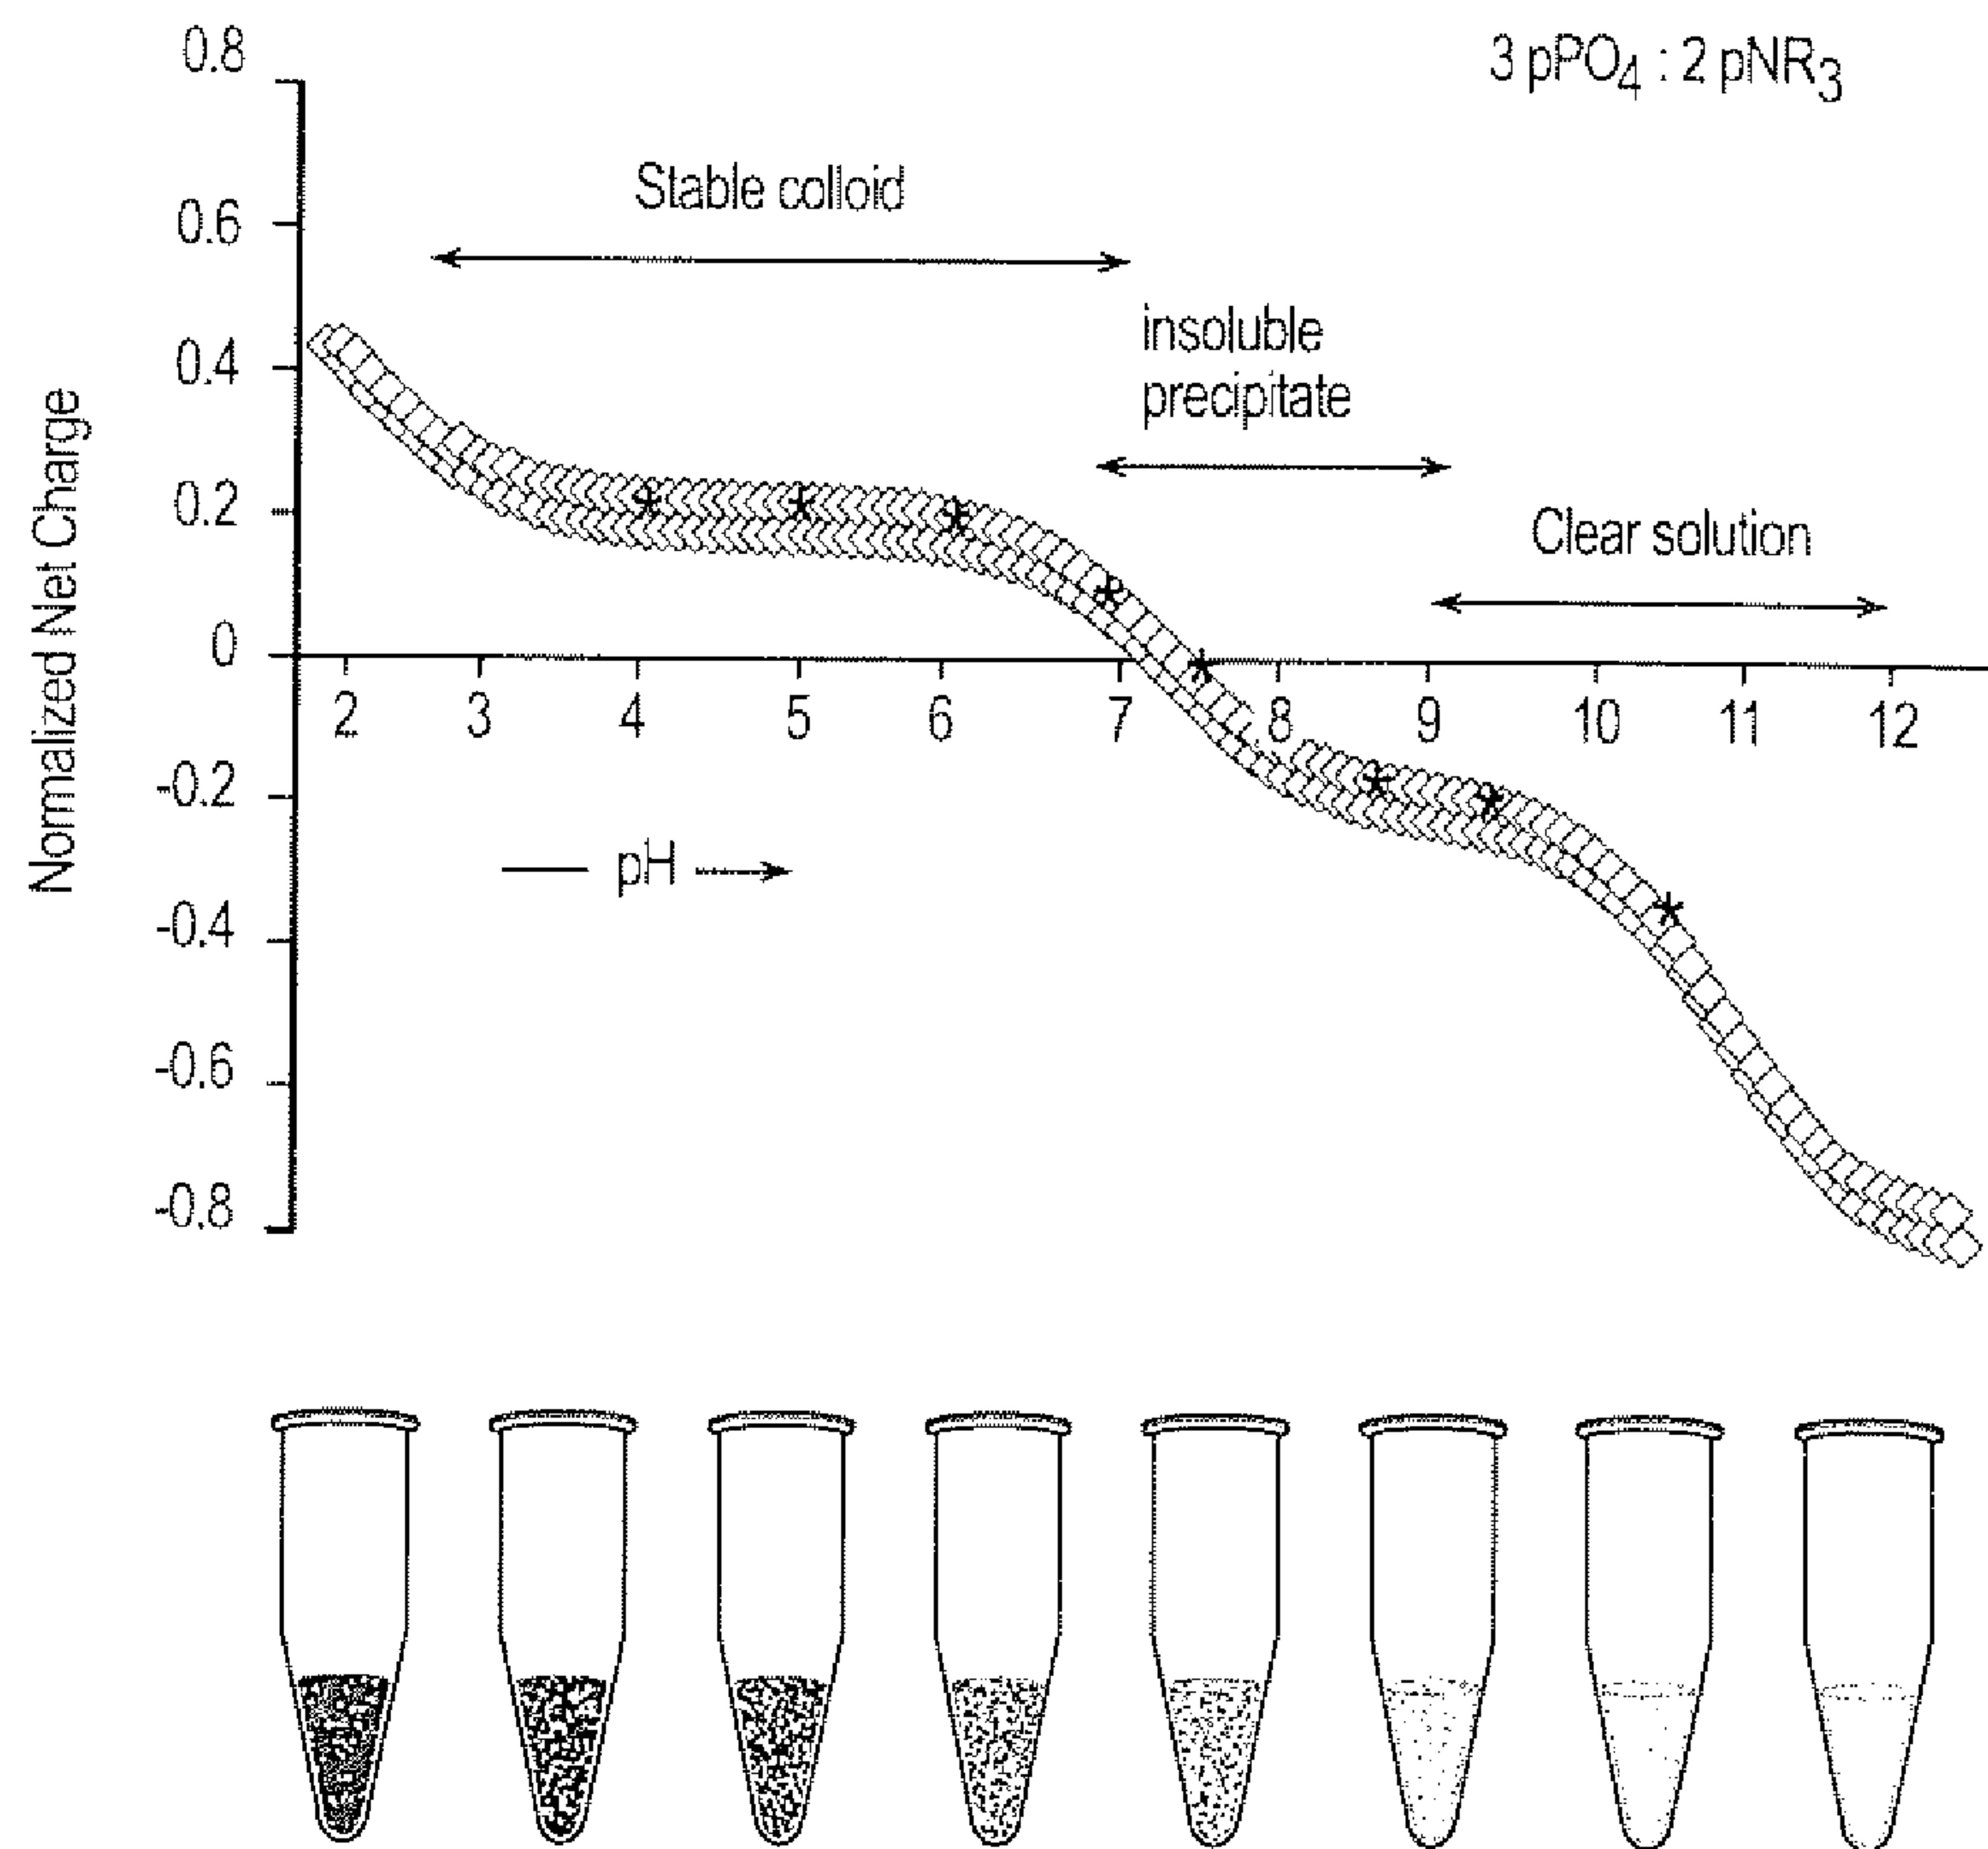 3 pPO4 : 2 pNR3
Normalized Net Charge
0.8
0.6
0.4
0.2
0
-0.2
-0.4
-0.6
-0.8
Stable colloid
insoluble
precipitate
Clear solution
2 3 4 5 6 7 8 9 10 11 12
pH